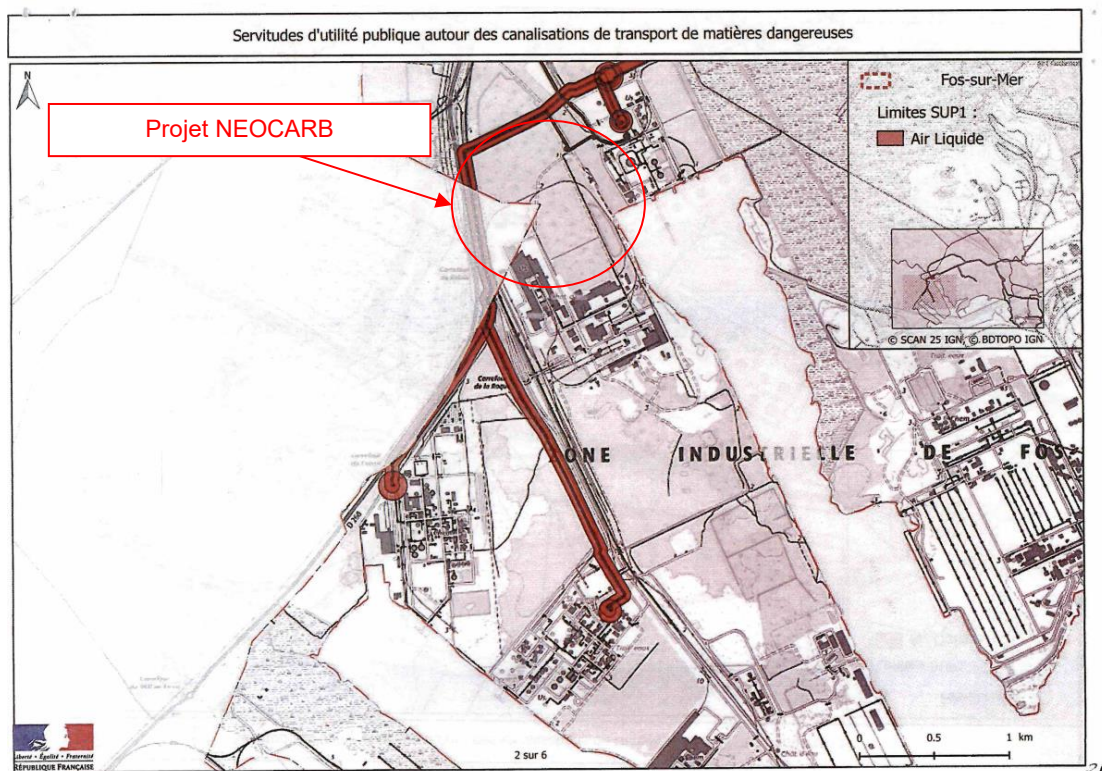 Servitudes d'utilité publique autour des canalisations de transport de matières dangereuses
N
Projet NEOCARB
Fos-sur-Mer
Limites SUP1 :
Air Liquide
© SCAN 25 IGN, © BDTOPO IGN
Carrefour
de la
ONE INDUSTRIELLE DE FOS
D 268
Liberté • Égalité • Fraternité
RÉPUBLIQUE FRANÇAISE
2 sur 6
0 0.5 1 km